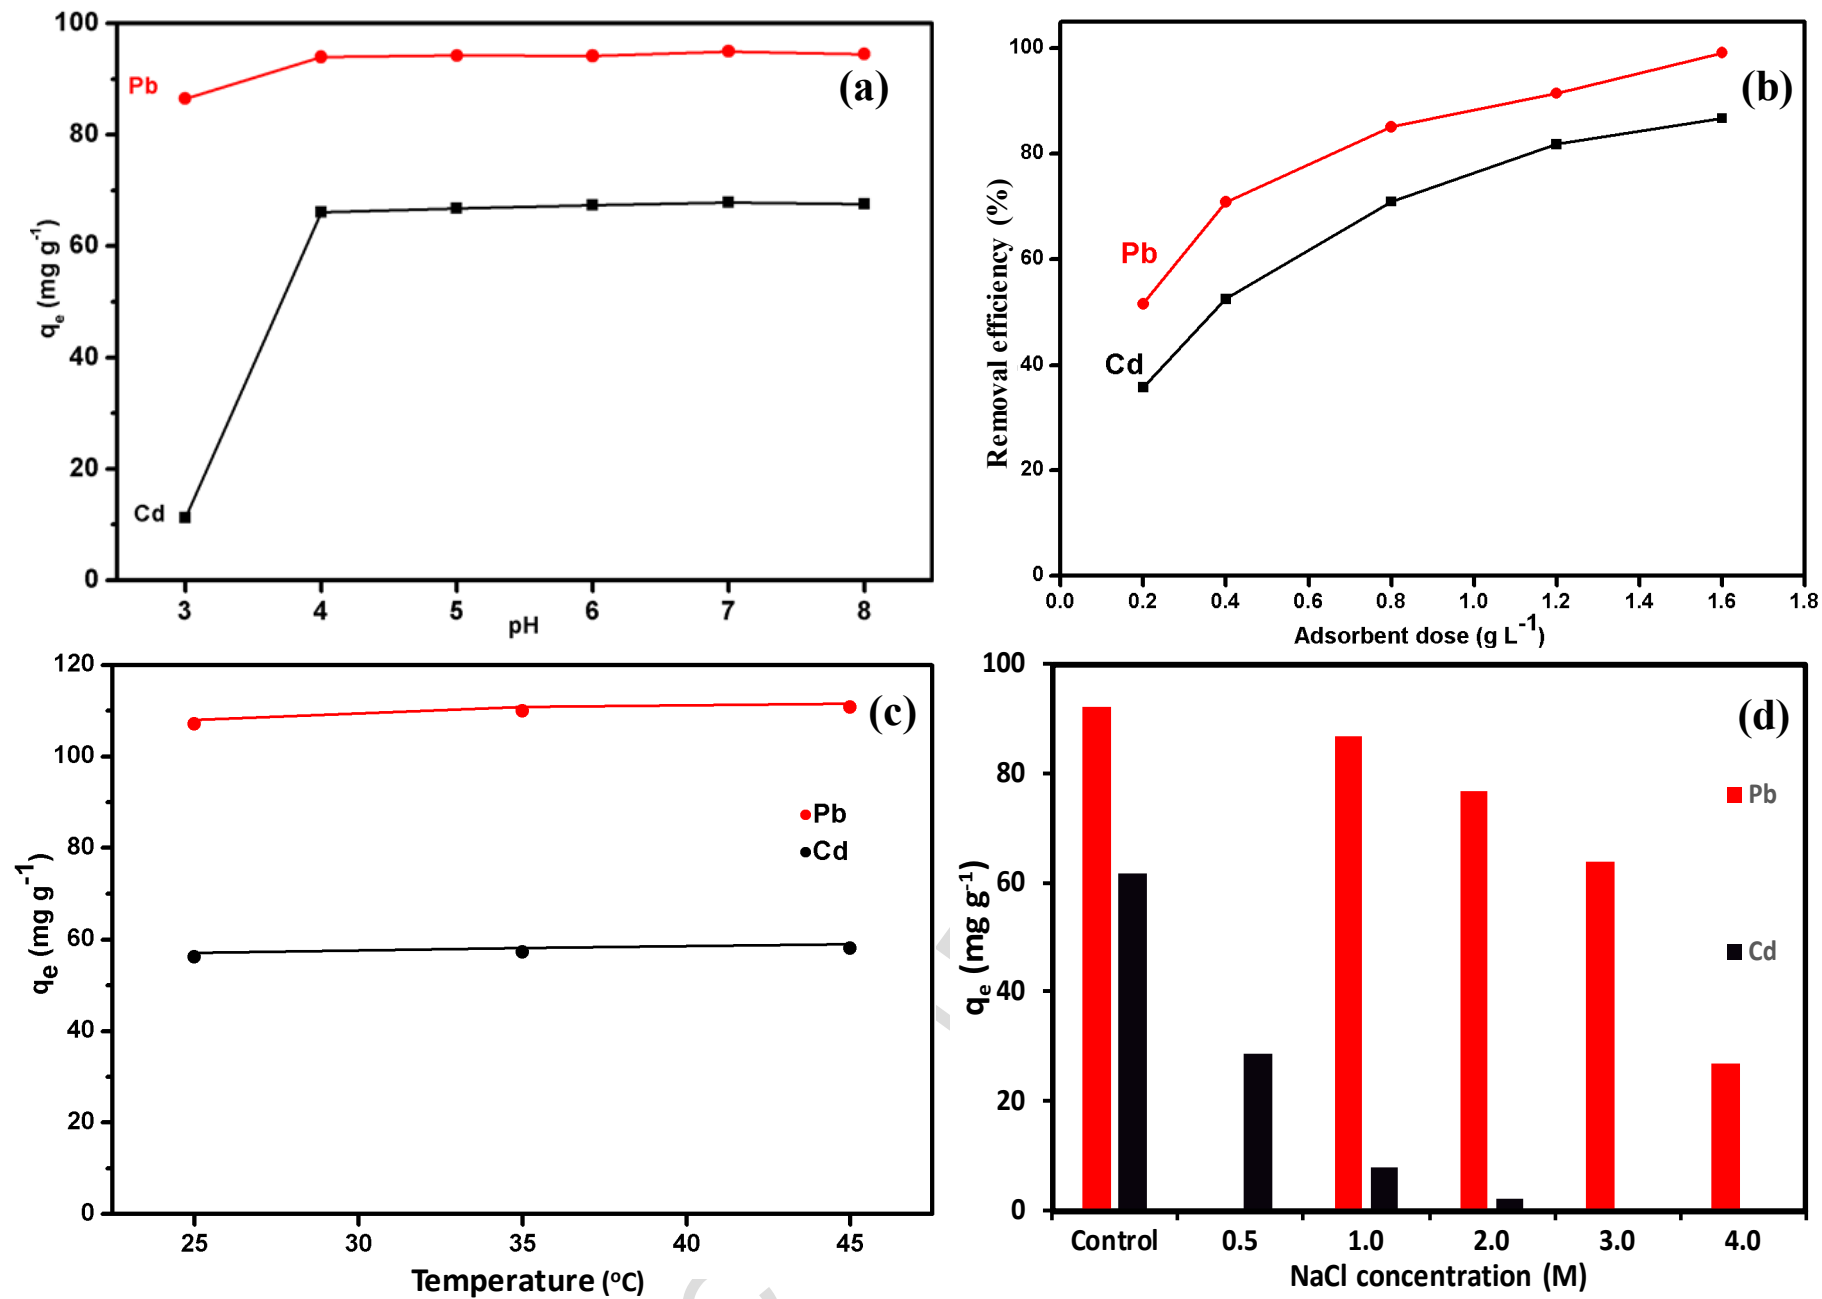 100
80
60
40
20
0
Pb
Cd
(a)
qe (mg g-1)
3 4 5 6 7 8
pH
100
80
60
40
20
0
Pb
Cd
(b)
Removal efficiency (%)
0.0 0.2 0.4 0.6 0.8 1.0 1.2 1.4 1.6 1.8
Adsorbent dose (g L-1)
120
100
80
60
40
20
0
(c)
Pb
Cd
qe (mg g-1)
25 30 35 40 45
Temperature (oC)
100
80
60
40
20
0
(d)
Pb
Cd
qe (mg g-1)
Control 0.5 1.0 2.0 3.0 4.0
NaCl concentration (M)